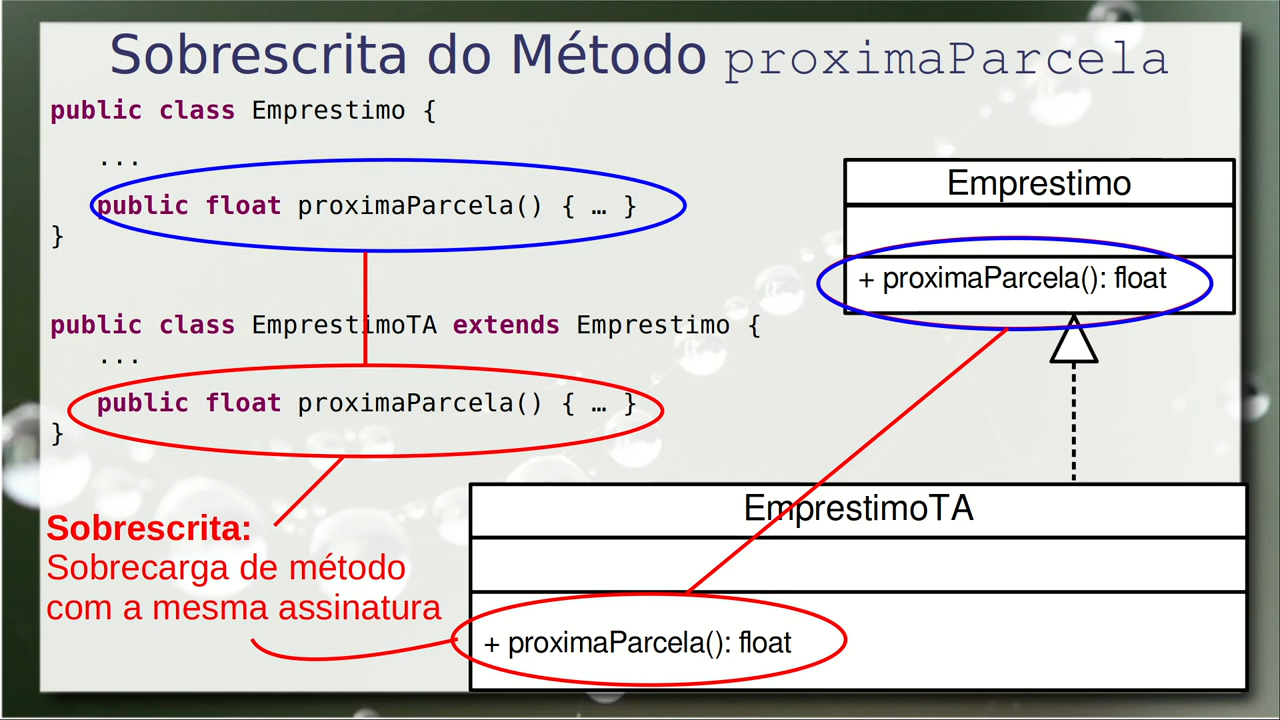 Sobrescrita do Método proximaParcela
public class Emprestimo {
...
public float proximaParcela() { … }
}
public class EmprestimoTA extends Emprestimo {
...
public float proximaParcela() { … }
}
Sobrescrita:
Sobrecarga de método
com a mesma assinatura
Emprestimo
+ proximaParcela(): float
EmprestimoTA
+ proximaParcela(): float